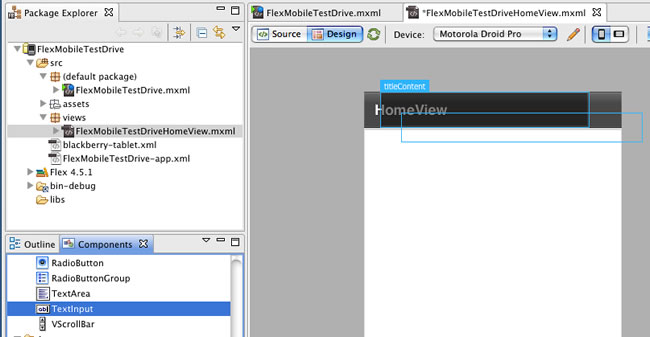 Package Explorer
FlexMobileTestDrive
src
(default package)
FlexMobileTestDrive.mxml
assets
views
FlexMobileTestDriveHomeView.mxml
blackberry-tablet.xml
FlexMobileTestDrive-app.xml
Flex 4.5.1
bin-debug
libs
Outline
Components
RadioButton
RadioButtonGroup
TextArea
TextInput
VScrollBar
FlexMobileTestDrive.mxml
*FlexMobileTestDriveHomeView.mxml
Source
Design
Device:
Motorola Droid Pro
titleContent
HomeView